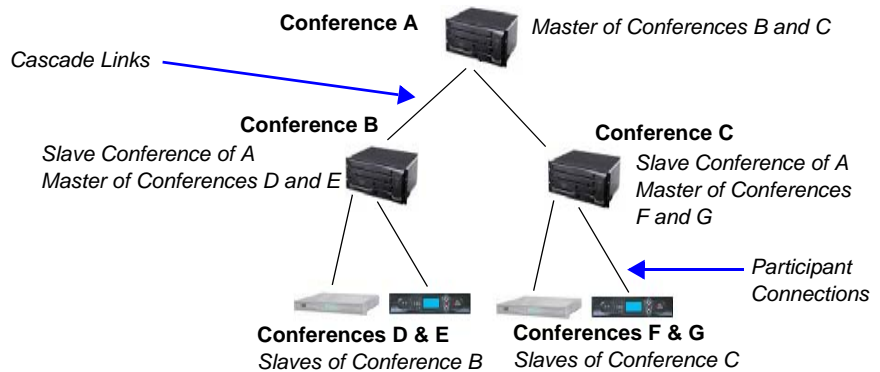 Conference A
Master of Conferences B and C
Cascade Links
Conference B
Slave Conference of A
Master of Conferences D and E
Conference C
Slave Conference of A
Master of Conferences
F and G
Participant
Connections
Conferences D & E
Slaves of Conference B
Conferences F & G
Slaves of Conference C